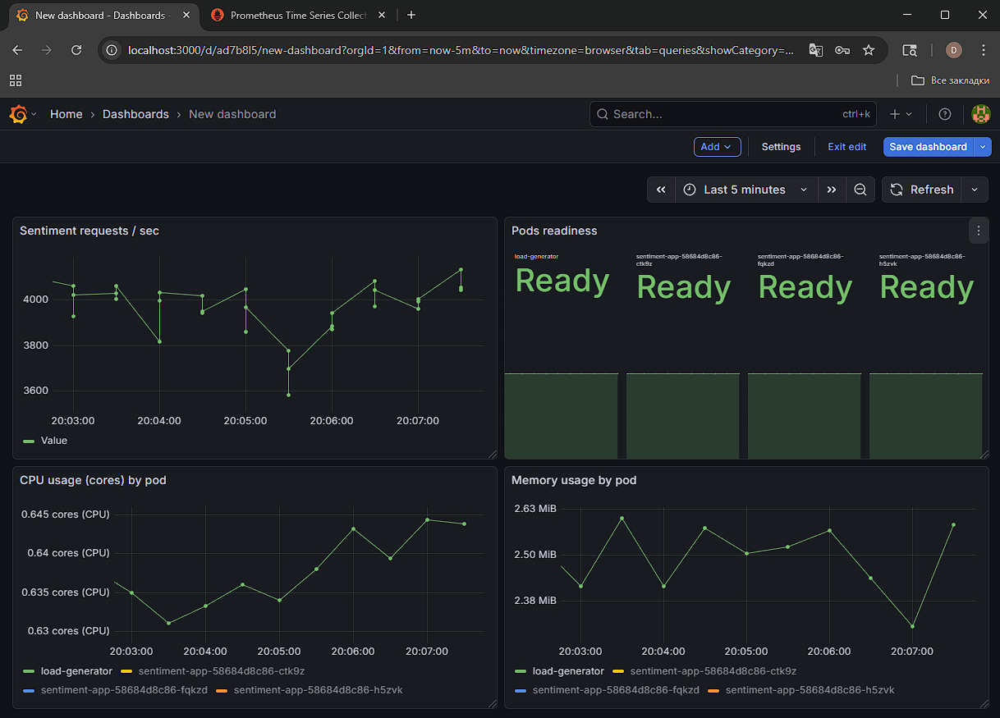 New dashboard - Dashboards -
Prometheus Time Series Collect
localhost:3000/d/ad7b8l5/new-dashboard?orgId=1&from=now-5m&to=now&timezone=browser&tab=queries&showCategory=...
D
Все закладки
Home › Dashboards › New dashboard
Search... ctrl+k
Add Settings Exit edit Save dashboard
Last 5 minutes Refresh
Sentiment requests / sec
4000
3800
3600
20:03:00 20:04:00 20:05:00 20:06:00 20:07:00
Value
Pods readiness
load-generator
Ready
sentiment-app-58684d8c86-
ctk9z
Ready
sentiment-app-58684d8c86-
fqkzd
Ready
sentiment-app-58684d8c86-
h5zvk
Ready
CPU usage (cores) by pod
0.645 cores (CPU)
0.64 cores (CPU)
0.635 cores (CPU)
0.63 cores (CPU)
20:03:00 20:04:00 20:05:00 20:06:00 20:07:00
load-generator sentiment-app-58684d8c86-ctk9z
sentiment-app-58684d8c86-fqkzd sentiment-app-58684d8c86-h5zvk
Memory usage by pod
2.63 MiB
2.50 MiB
2.38 MiB
20:03:00 20:04:00 20:05:00 20:06:00 20:07:00
load-generator sentiment-app-58684d8c86-ctk9z
sentiment-app-58684d8c86-fqkzd sentiment-app-58684d8c86-h5zvk